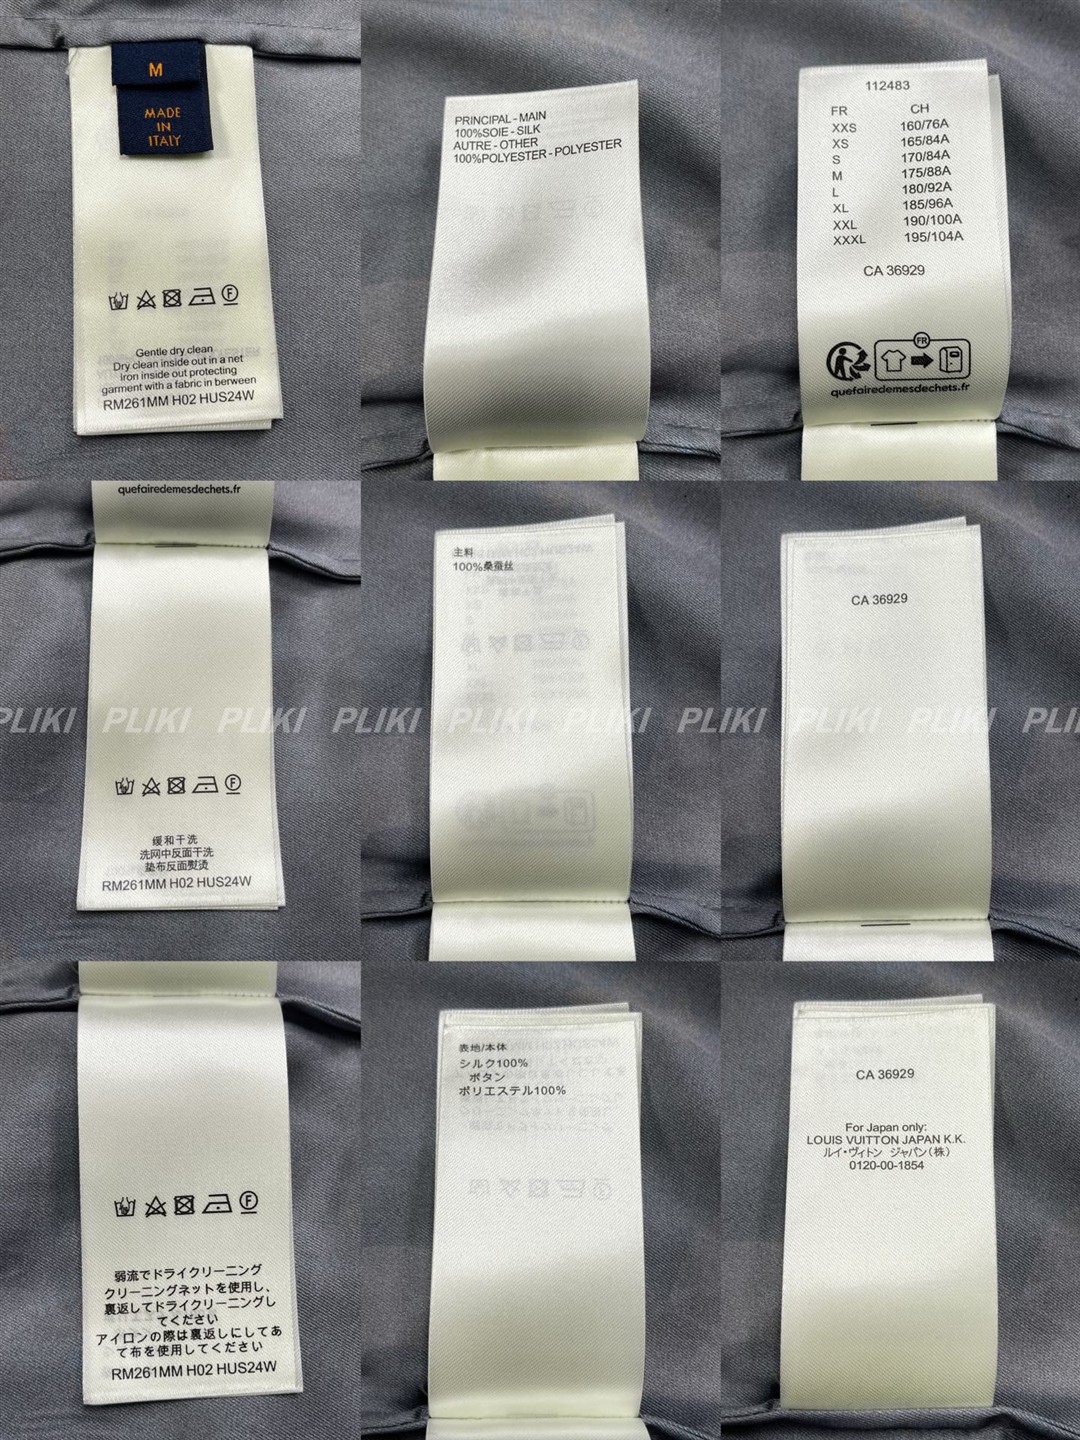 M
MADE
IN
ITALY
Gentle dry clean
Dry clean inside out in a net
iron inside out protecting
garment with a fabric in berween
RM261MM H02 HUS24W
PRINCIPAL - MAIN
100%SOIE - SILK
AUTRE - OTHER
100%POLYESTER - POLYESTER
112483
FR CH
XXS 160/76A
XS 165/84A
S 170/84A
M 175/88A
L 180/92A
XL 185/96A
XXL 190/100A
XXXL 195/104A
CA 36929
FR
quefairedemesdechets.fr
quefairedemesdechets.fr
F
缓和干洗
洗网中反面干洗
垫布反面熨烫
RM261MM H02 HUS24W
主料
100%桑蚕丝
CA 36929
PLIKI PLIKI PLIKI PLIKI PLIKI PLIKI PLIKI PLIKI PLIKI PLI
F
弱流でドライクリーニング
クリーニングネットを使用し、
裏返してドライクリーニングし
てください
アイロンの際は裏返しにしてあ
て布を使用してください
RM261MM H02 HUS24W
表地/本体
シルク100%
ボタン
ポリエステル100%
CA 36929
For Japan only:
LOUIS VUITTON JAPAN K.K.
ルイ・ヴィトン ジャパン(株)
0120-00-1854